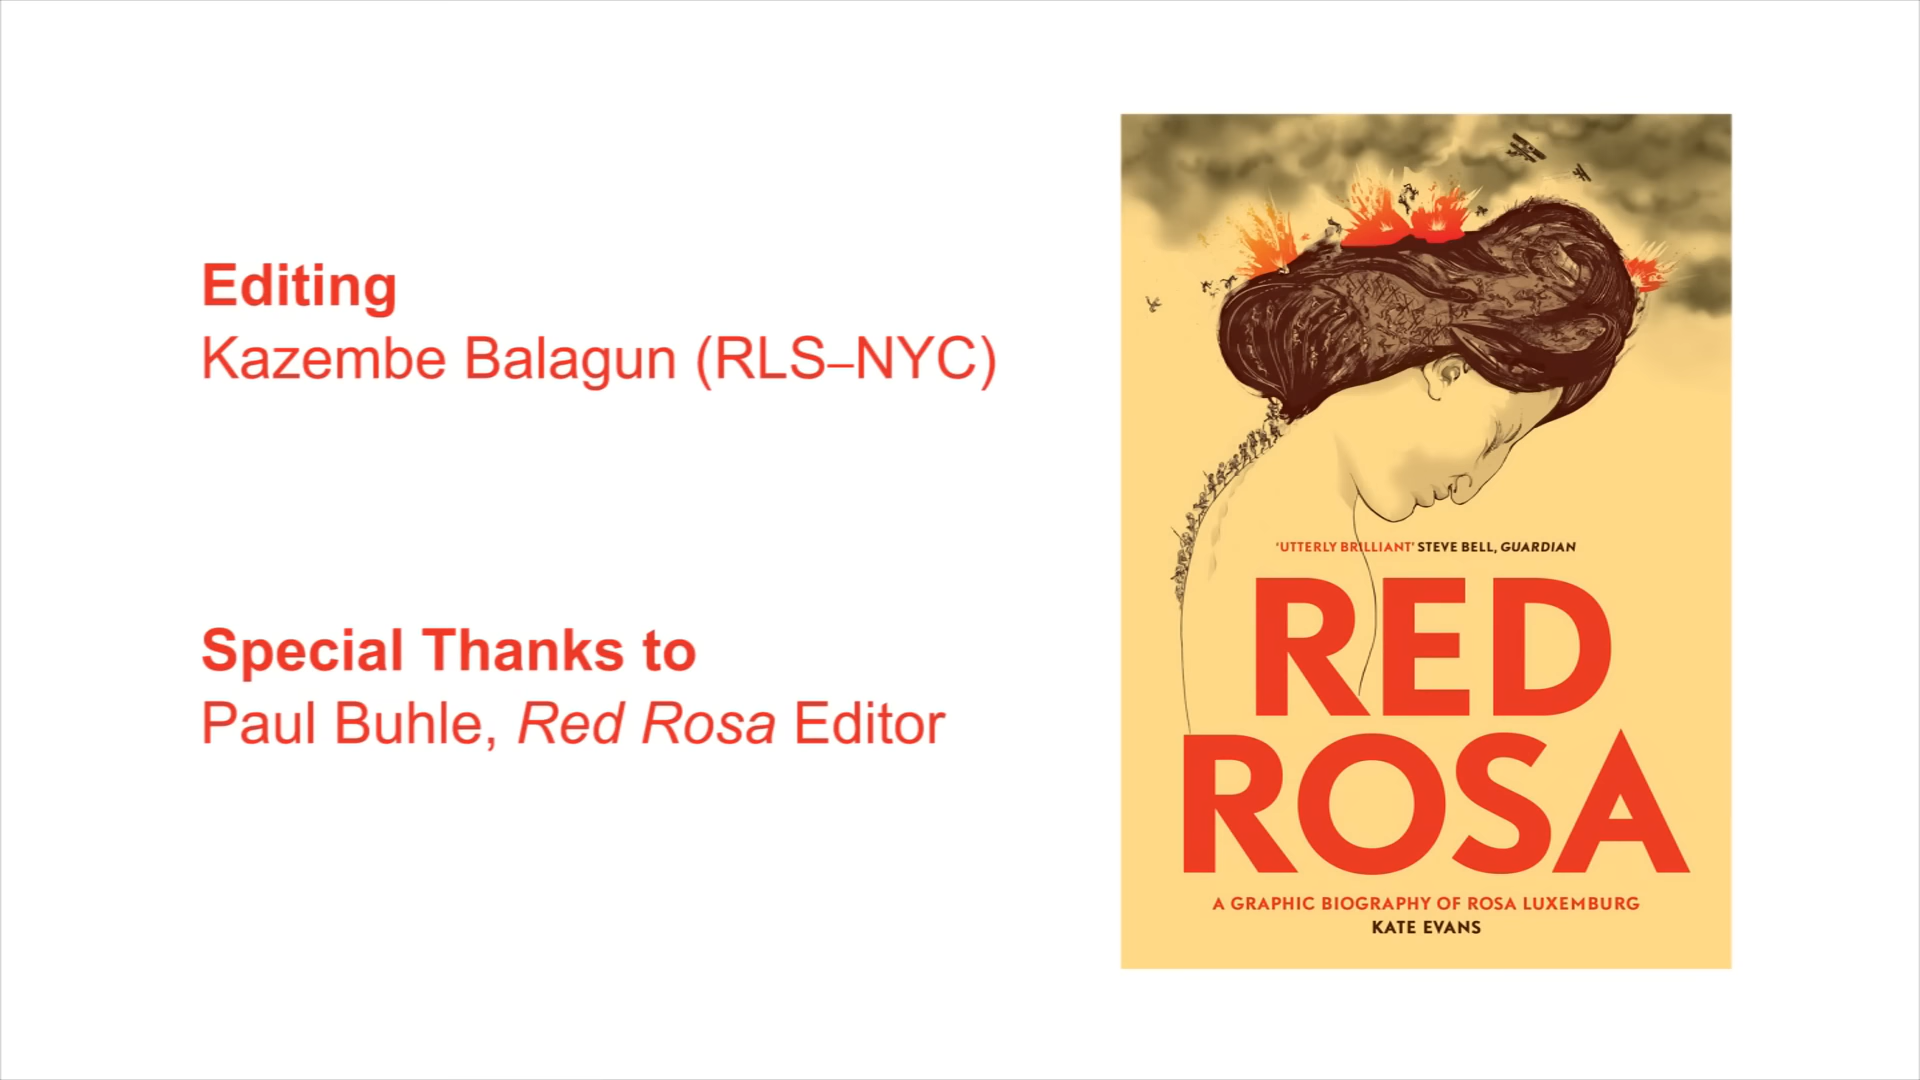 Editing
Kazembe Balagun (RLS–NYC)
Special Thanks to
Paul Buhle, Red Rosa Editor
'UTTERLY BRILLIANT' STEVE BELL, GUARDIAN
RED
ROSA
A GRAPHIC BIOGRAPHY OF ROSA LUXEMBURG
KATE EVANS